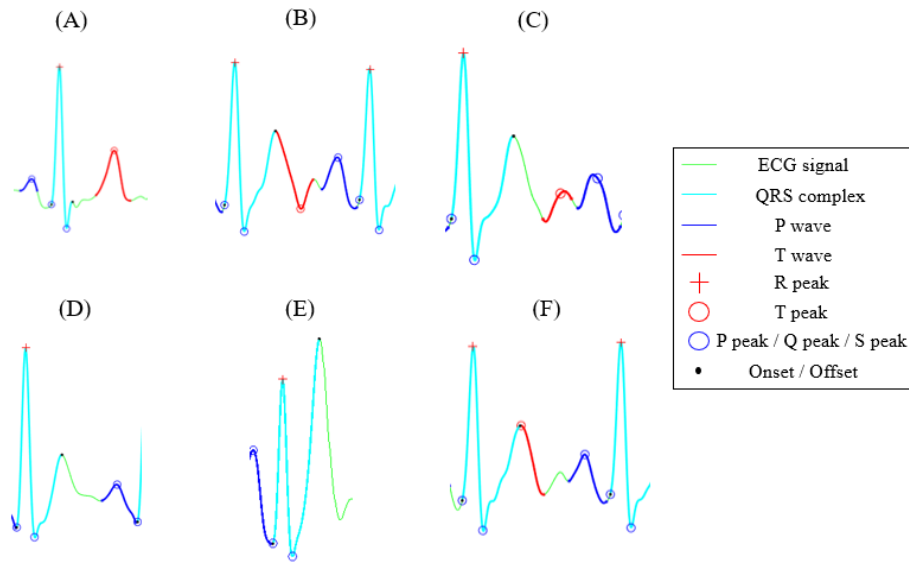 (A)
(B)
(C)
ECG signal
QRS complex
P wave
T wave
R peak
T peak
P peak / Q peak / S peak
Onset / Offset
(D)
(E)
(F)